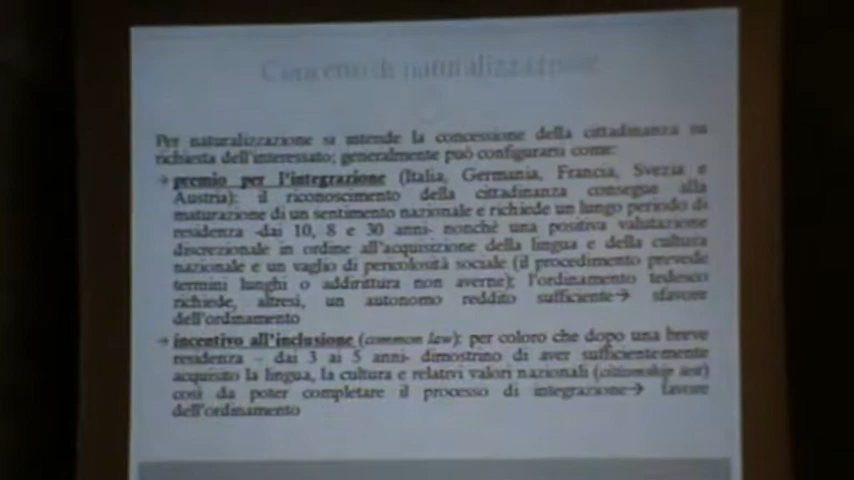 Concetto di naturalizzazione
Per naturalizzazione si intende la concessione della cittadinanza su
richiesta dell'interessato; generalmente può configurarsi come:
premio per l'integrazione (Italia, Germania, Francia, Svezia e
Austria): il riconoscimento della cittadinanza consegue alla
maturazione di un sentimento nazionale e richiede un lungo periodo di
residenza -dai 10, 8 e 30 anni- nonché una positiva valutazione
discrezionale in ordine all'acquisizione della lingua e della cultura
nazionale e un vaglio di pericolosità sociale (il procedimento prevede
termini lunghi o addirittura non averne); l'ordinamento tedesco
richiede, altresì, un autonomo reddito sufficiente→ sfavore
dell'ordinamento
incentivo all'inclusione (common law): per coloro che dopo una breve
residenza – dai 3 ai 5 anni- dimostrino di aver sufficientemente
acquisito la lingua, la cultura e relativi valori nazionali (citizenship test)
così da poter completare il processo di integrazione→ favore
dell'ordinamento